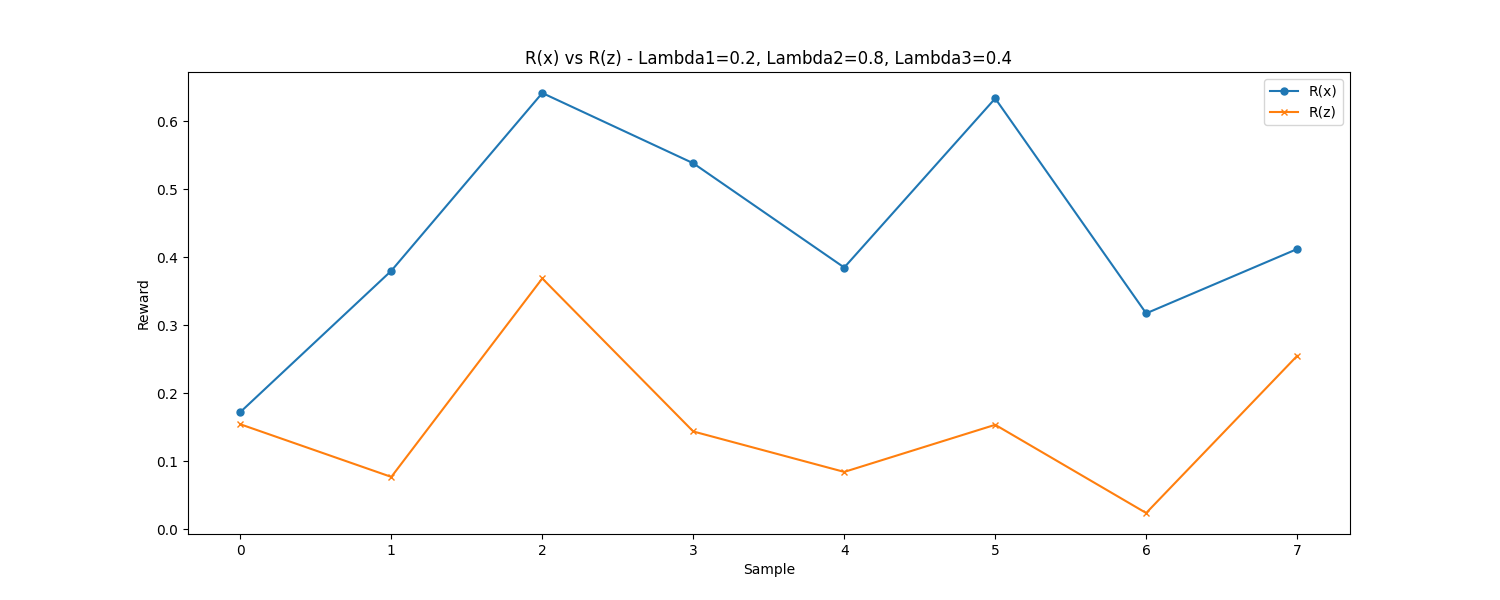 R(x) vs R(z) - Lambda1=0.2, Lambda2=0.8, Lambda3=0.4
R(x)
R(z)
0.6
0.5
0.4
0.3
0.2
0.1
0.0
Reward
0 1 2 3 4 5 6 7
Sample